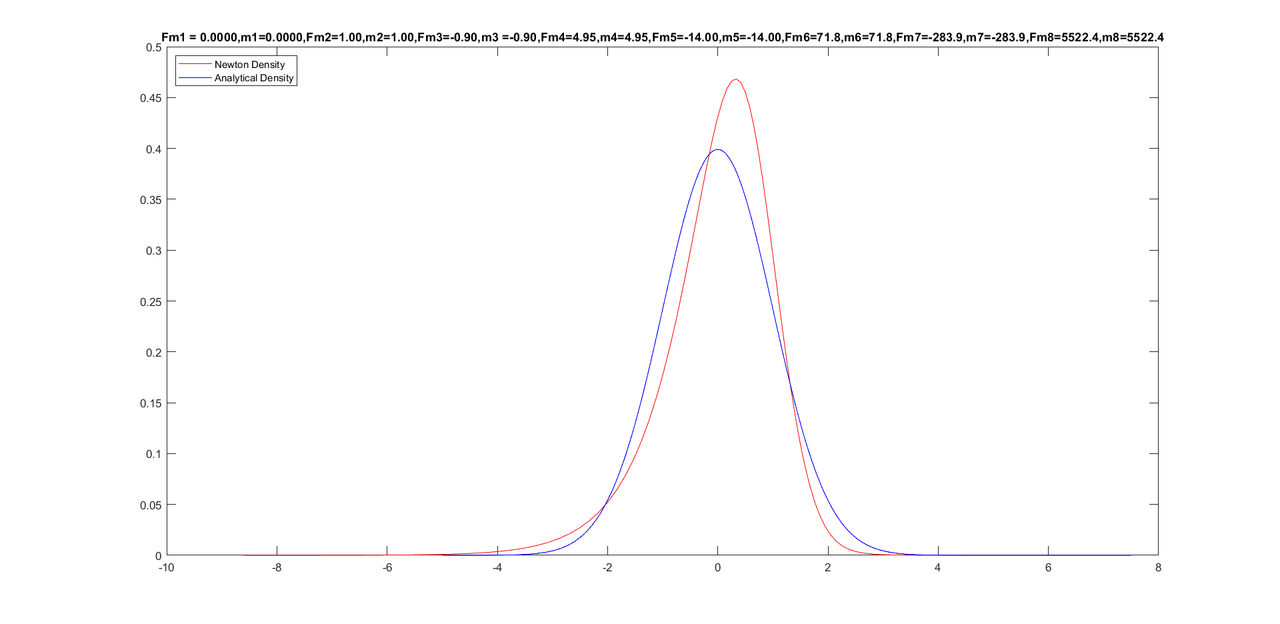 Fm1 = 0.0000,m1=0.0000,Fm2=1.00,m2=1.00,Fm3=-0.90,m3 =-0.90,Fm4=4.95,m4=4.95,Fm5=-14.00,m5=-14.00,Fm6=71.8,m6=71.8,Fm7=-283.9,m7=-283.9,Fm8=5522.4,m8=5522.4
Newton Density
Analytical Density
0.5
0.45
0.4
0.35
0.3
0.25
0.2
0.15
0.1
0.05
0
-10 -8 -6 -4 -2 0 2 4 6 8